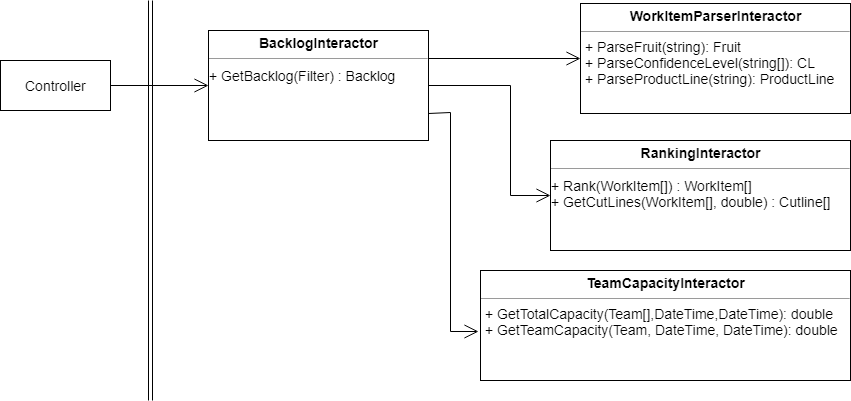 Controller
BacklogInteractor
+ GetBacklog(Filter) : Backlog
WorkItemParserInteractor
+ ParseFruit(string): Fruit
+ ParseConfidenceLevel(string[]): CL
+ ParseProductLine(string): ProductLine
RankingInteractor
+ Rank(WorkItem[]) : WorkItem[]
+ GetCutLines(WorkItem[], double) : Cutline[]
TeamCapacityInteractor
+ GetTotalCapacity(Team[],DateTime,DateTime): double
+ GetTeamCapacity(Team, DateTime, DateTime): double